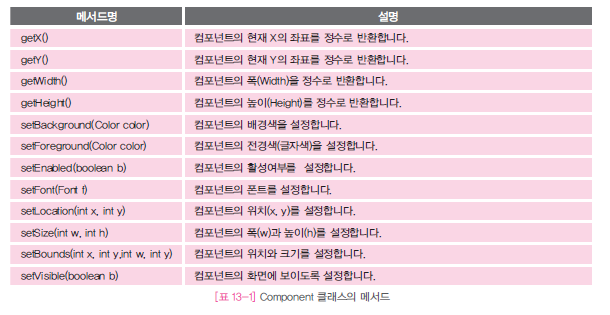 메서드명 설명
getX() 컴포넌트의 현재 X의 좌표를 정수로 반환합니다.
getY() 컴포넌트의 현재 Y의 좌표를 정수로 반환합니다.
getWidth() 컴포넌트의 폭(Width)을 정수로 반환합니다.
getHeight() 컴포넌트의 높이(Height)를 정수로 반환합니다.
setBackground(Color color) 컴포넌트의 배경색을 설정합니다.
setForeground(Color color) 컴포넌트의 전경색(글자색)을 설정합니다.
setEnabled(boolean b) 컴포넌트의 활성여부를 설정합니다.
setFont(Font f) 컴포넌트의 폰트를 설정합니다.
setLocation(int x, int y) 컴포넌트의 위치(x, y)를 설정합니다.
setSize(int w, int h) 컴포넌트의 폭(w)과 높이(h)를 설정합니다.
setBounds(int x, int y,int w, int y) 컴포넌트의 위치와 크기를 설정합니다.
setVisible(boolean b) 컴포넌트의 화면에 보이도록 설정합니다.
[표 13-1] Component 클래스의 메서드